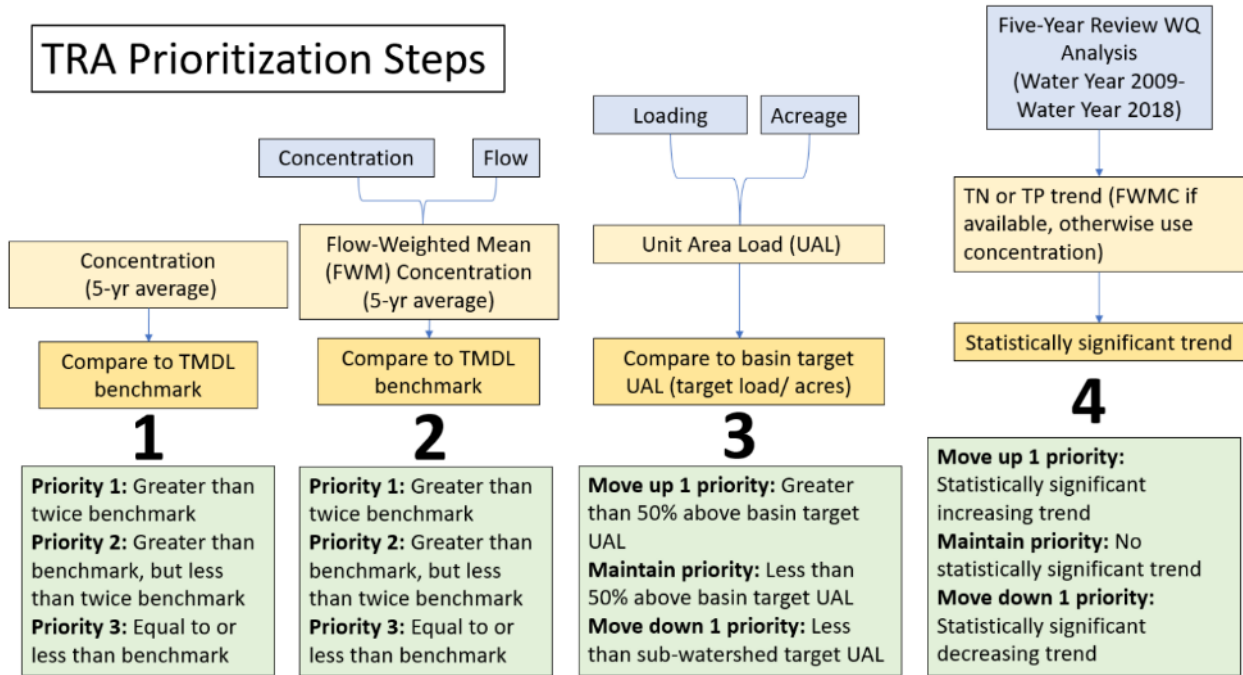 TRA Prioritization Steps
Concentration
(5-yr average)
Compare to TMDL
benchmark
1
Priority 1: Greater than
twice benchmark
Priority 2: Greater than
benchmark, but less
than twice benchmark
Priority 3: Equal to or
less than benchmark
Concentration
Flow
Flow-Weighted Mean
(FWM) Concentration
(5-yr average)
Compare to TMDL
benchmark
2
Priority 1: Greater than
twice benchmark
Priority 2: Greater than
benchmark, but less
than twice benchmark
Priority 3: Equal to or
less than benchmark
Loading
Acreage
Unit Area Load (UAL)
Compare to basin target
UAL (target load/ acres)
3
Move up 1 priority: Greater
than 50% above basin target
UAL
Maintain priority: Less than
50% above basin target UAL
Move down 1 priority: Less
than sub-watershed target UAL
Five-Year Review WQ
Analysis
(Water Year 2009-
Water Year 2018)
TN or TP trend (FWMC if
available, otherwise use
concentration)
Statistically significant trend
4
Move up 1 priority:
Statistically significant
increasing trend
Maintain priority: No
statistically significant trend
Move down 1 priority:
Statistically significant
decreasing trend